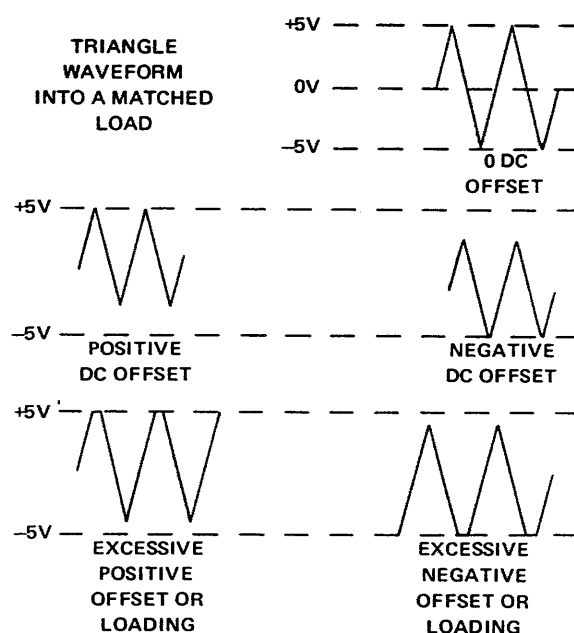 TRIANGLE
WAVEFORM
INTO A MATCHED
LOAD
+5V
0V
−5V
0 DC
OFFSET
+5V
−5V
POSITIVE
DC OFFSET
NEGATIVE
DC OFFSET
+5V
−5V
EXCESSIVE
POSITIVE
OFFSET OR
LOADING
EXCESSIVE
NEGATIVE
OFFSET OR
LOADING